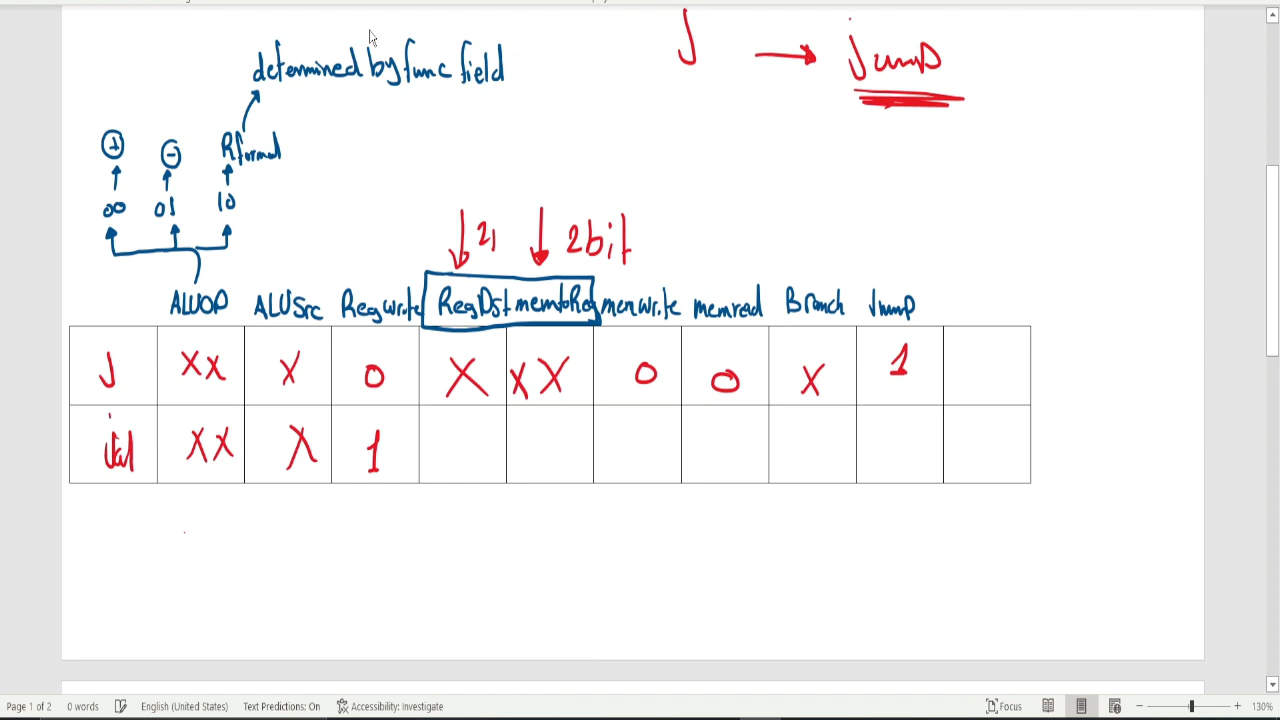 J → jump
determined by func field
+ - Rformat
00 01 10
2 2bit
ALUOP ALUSrc Regwrite RegDst memtoReg memwrite memread Branch Jump
J XX X 0 X XX 0 0 X 1
jal XX X 1
Page 1 of 2 0 words English (United States) Text Predictions: On Accessibility: Investigate Focus 130%